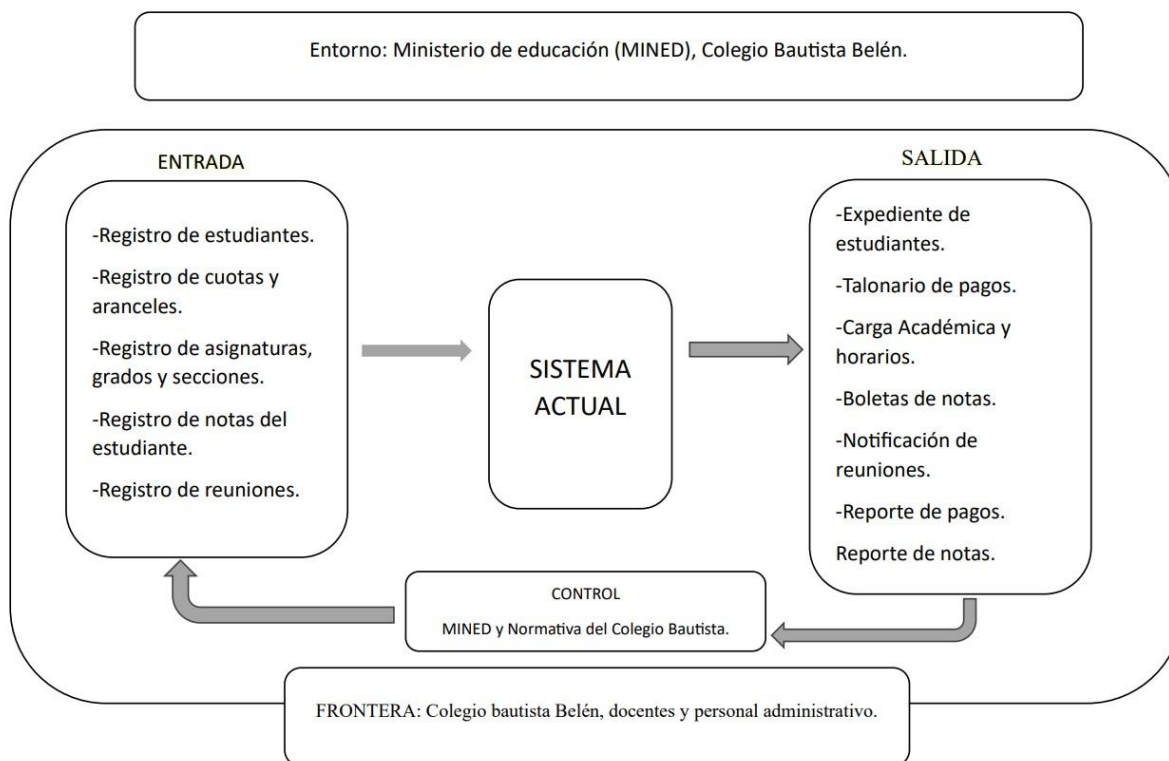 Entorno: Ministerio de educación (MINED), Colegio Bautista Belén.
ENTRADA
-Registro de estudiantes.
-Registro de cuotas y
aranceles.
-Registro de asignaturas,
grados y secciones.
-Registro de notas del
estudiante.
-Registro de reuniones.
SISTEMA
ACTUAL
SALIDA
-Expediente de
estudiantes.
-Talonario de pagos.
-Carga Académica y
horarios.
-Boletas de notas.
-Notificación de
reuniones.
-Reporte de pagos.
Reporte de notas.
CONTROL
MINED y Normativa del Colegio Bautista.
FRONTERA: Colegio bautista Belén, docentes y personal administrativo.